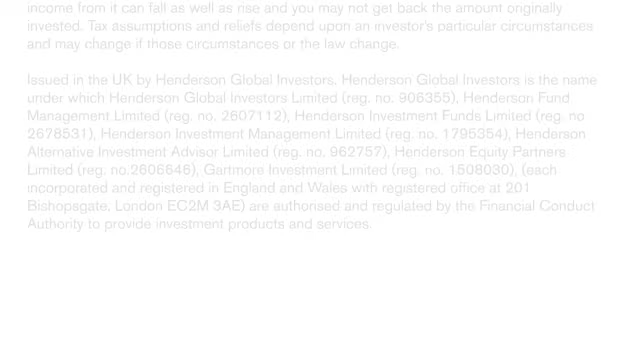 income from it can fall as well as rise and you may not get back the amount originally
invested. Tax assumptions and reliefs depend upon an investor's particular circumstances
and may change if those circumstances or the law change.
Issued in the UK by Henderson Global Investors. Henderson Global Investors is the name
under which Henderson Global Investors Limited (reg. no. 906355), Henderson Fund
Management Limited (reg. no. 2607112), Henderson Investment Funds Limited (reg. no
2678531), Henderson Investment Management Limited (reg. no. 1795354), Henderson
Alternative Investment Advisor Limited (reg. no. 962757), Henderson Equity Partners
Limited (reg. no.2606646), Gartmore Investment Limited (reg. no. 1508030), (each
incorporated and registered in England and Wales with registered office at 201
Bishopsgate, London EC2M 3AE) are authorised and regulated by the Financial Conduct
Authority to provide investment products and services.